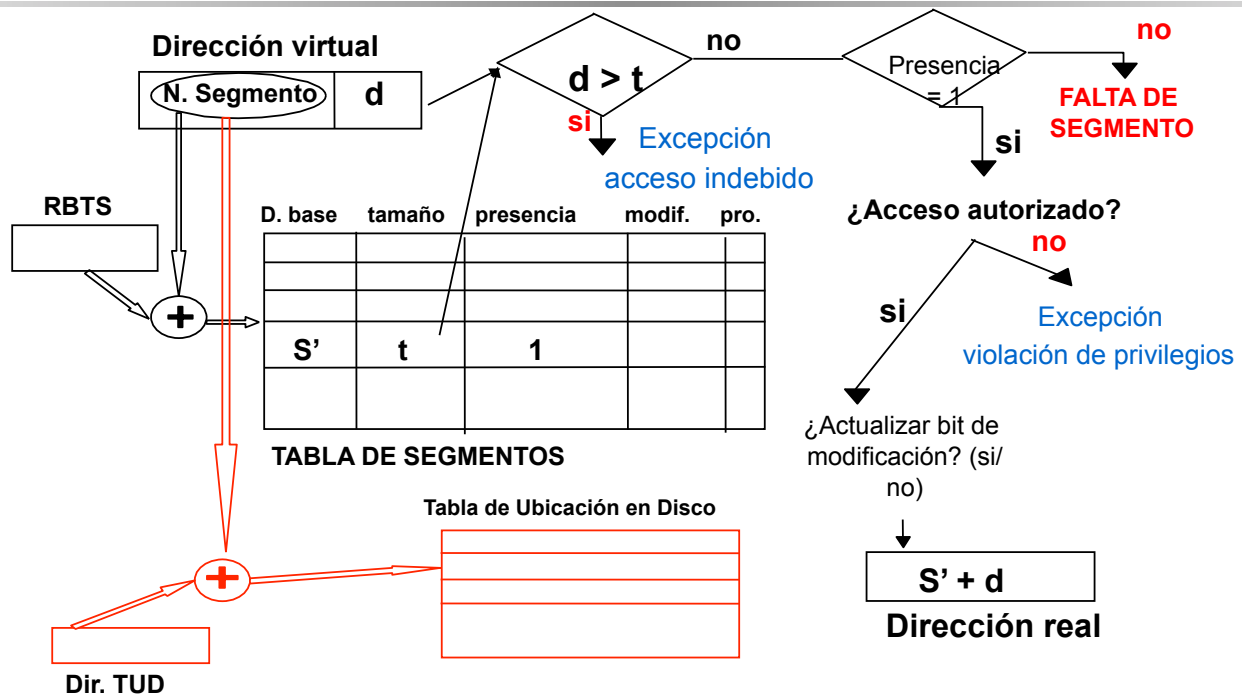 Dirección virtual
N. Segmento
d
d > t
no
si
Excepción
acceso indebido
Presencia
= 1
no
FALTA DE
SEGMENTO
si
RBTS
+
D. base tamaño presencia modif. pro.
S’ t 1
TABLA DE SEGMENTOS
¿Acceso autorizado?
no
si
Excepción
violación de privilegios
¿Actualizar bit de
modificación? (si/
no)
S’ + d
Dirección real
Tabla de Ubicación en Disco
+
Dir. TUD